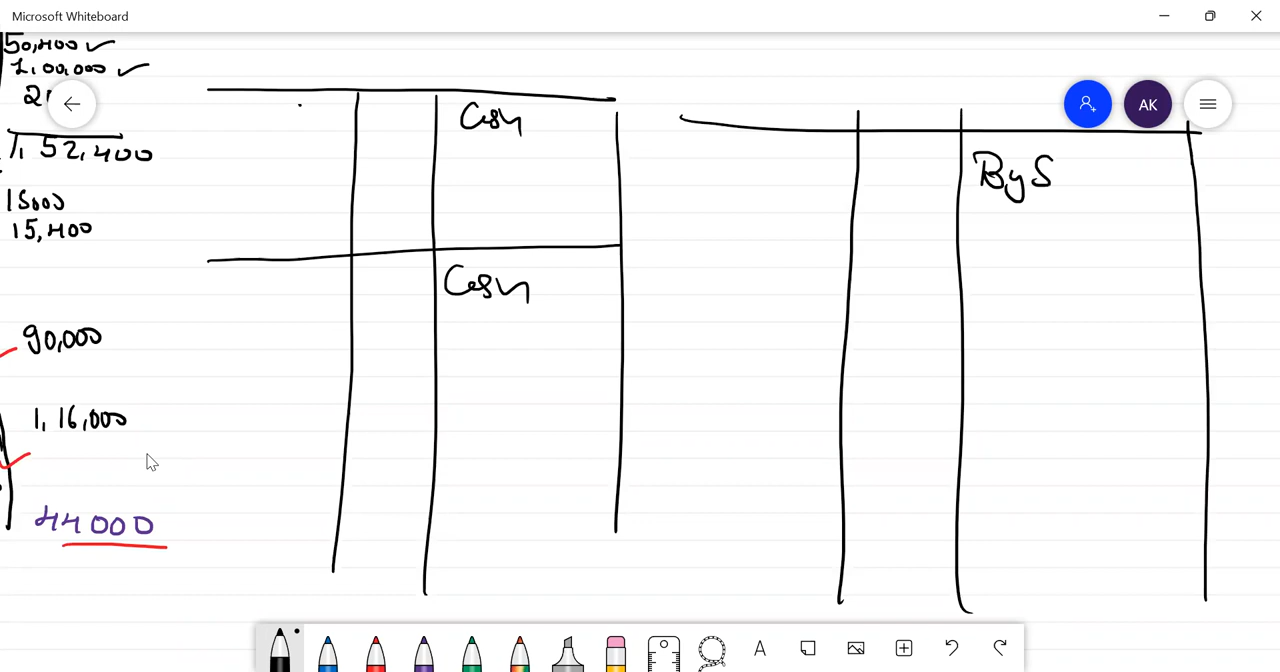 Microsoft Whiteboard
50,400 ✓
1,00,000 ✓
1,52,400
15000
15,400
90,000
1,16,000
44000
Cash
Cash
AK
By S
A